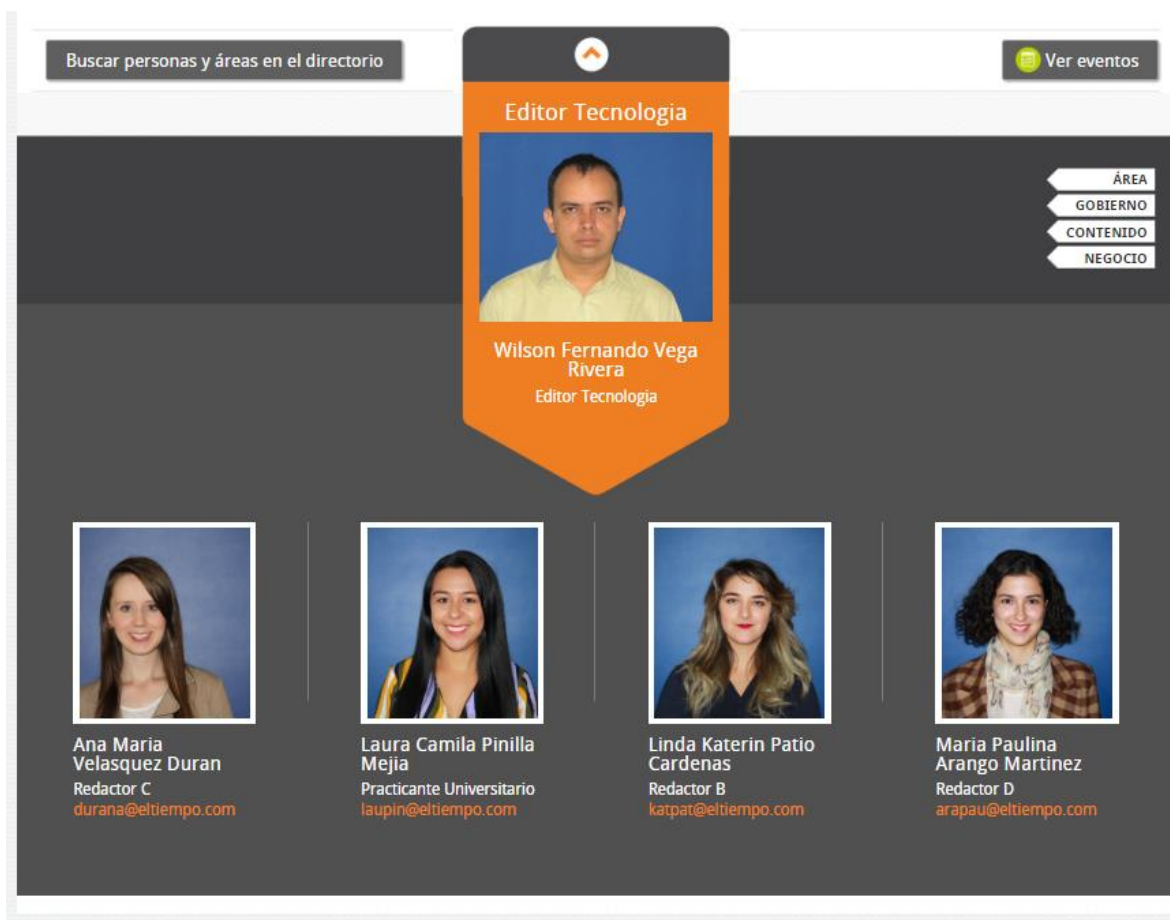 Buscar personas y áreas en el directorio
Ver eventos
Editor Tecnologia
ÁREA
GOBIERNO
CONTENIDO
NEGOCIO
Wilson Fernando Vega
Rivera
Editor Tecnologia
Ana Maria
Velasquez Duran
Redactor C
durana@eltiempo.com
Laura Camila Pinilla
Mejia
Practicante Universitario
laupin@eltiempo.com
Linda Katerin Patio
Cardenas
Redactor B
katpat@eltiempo.com
Maria Paulina
Arango Martinez
Redactor D
arapau@eltiempo.com